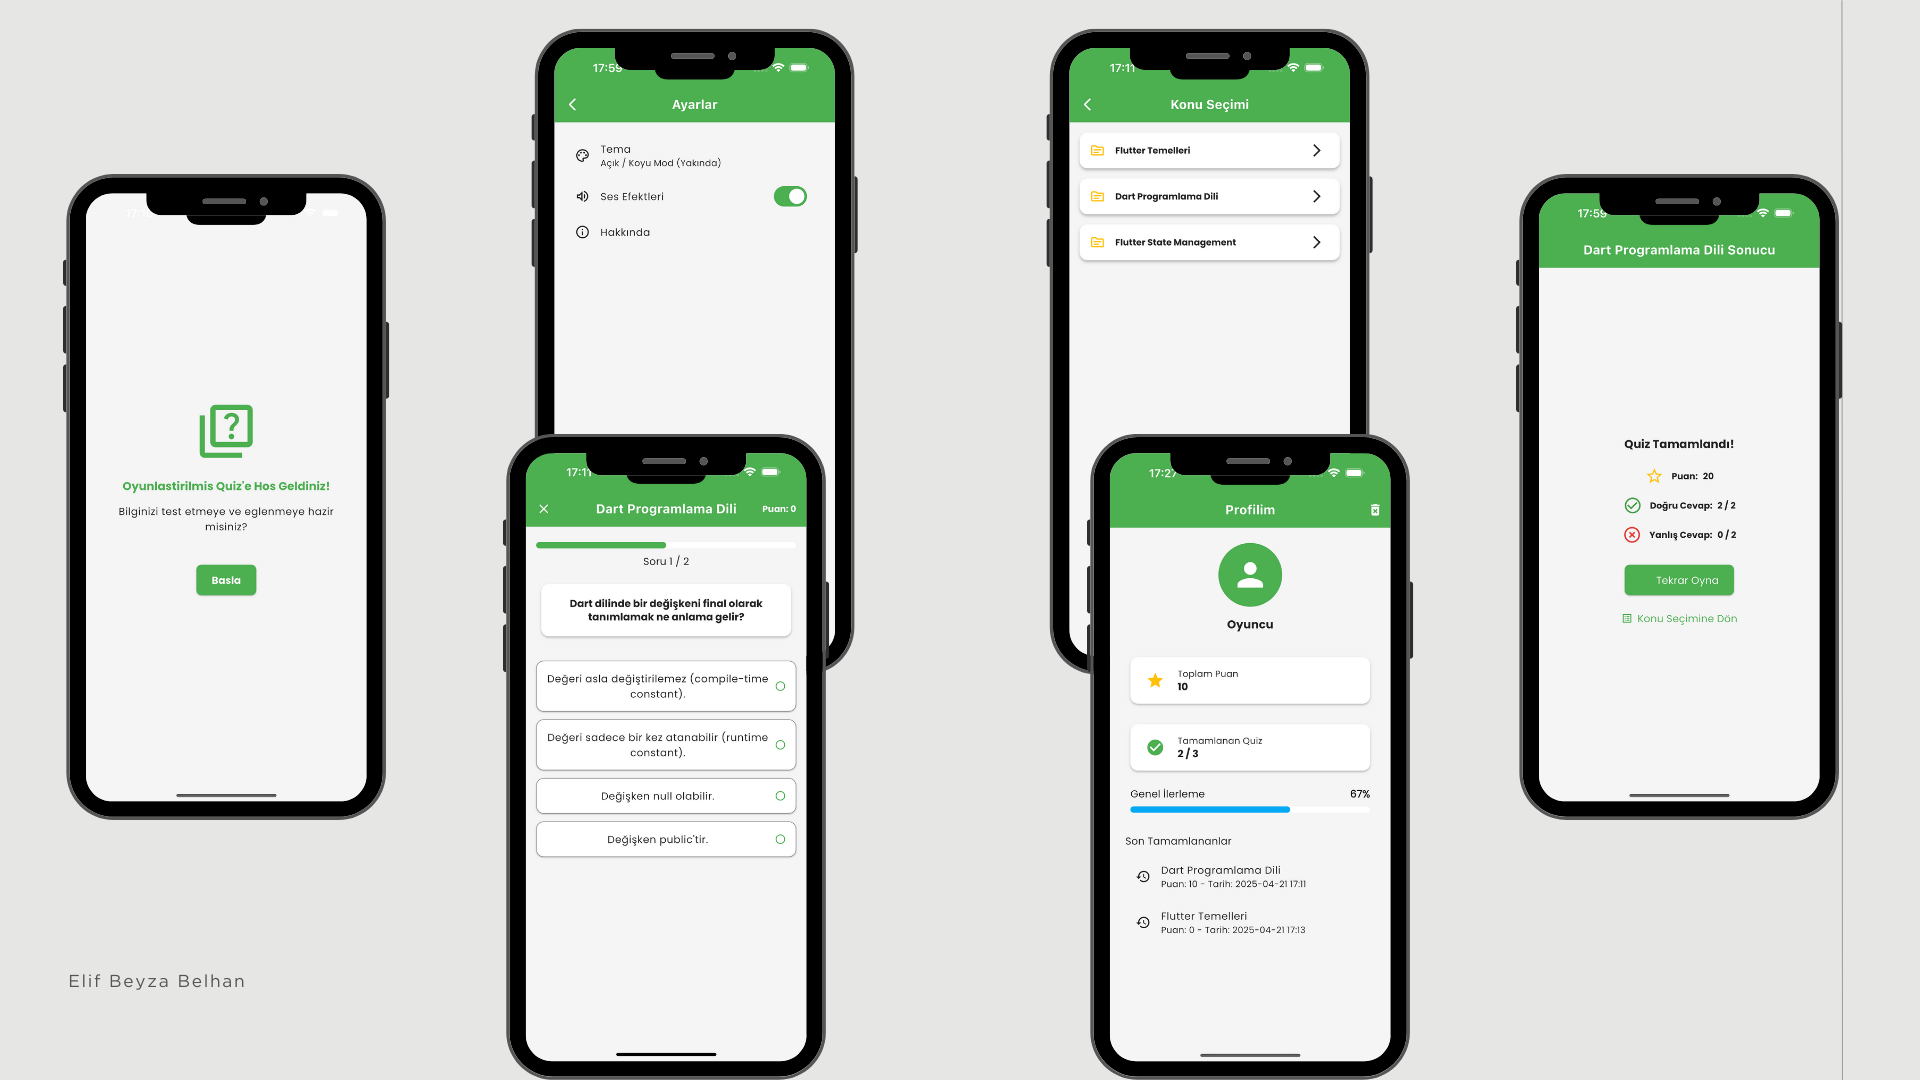 Oyunlastirilmis Quiz'e Hos Geldiniz!
Bilginizi test etmeye ve eglenmeye hazir
misiniz?
Basla
17:59
Ayarlar
Tema
Açık / Koyu Mod (Yakında)
Ses Efektleri
Hakkında
17:11
Dart Programlama Dili
Puan: 0
Soru 1 / 2
Dart dilinde bir değişkeni final olarak
tanımlamak ne anlama gelir?
Değeri asla değiştirilemez (compile-time
constant).
Değeri sadece bir kez atanabilir (runtime
constant).
Değişken null olabilir.
Değişken public'tir.
17:11
Konu Seçimi
Flutter Temelleri
Dart Programlama Dili
Flutter State Management
17:27
Profilim
Oyuncu
Toplam Puan
10
Tamamlanan Quiz
2 / 3
Genel İlerleme 67%
Son Tamamlananlar
Dart Programlama Dili
Puan: 10 - Tarih: 2025-04-21 17:11
Flutter Temelleri
Puan: 0 - Tarih: 2025-04-21 17:13
17:59
Dart Programlama Dili Sonucu
Quiz Tamamlandı!
Puan: 20
Doğru Cevap: 2 / 2
Yanlış Cevap: 0 / 2
Tekrar Oyna
Konu Seçimine Dön
Elif Beyza Belhan